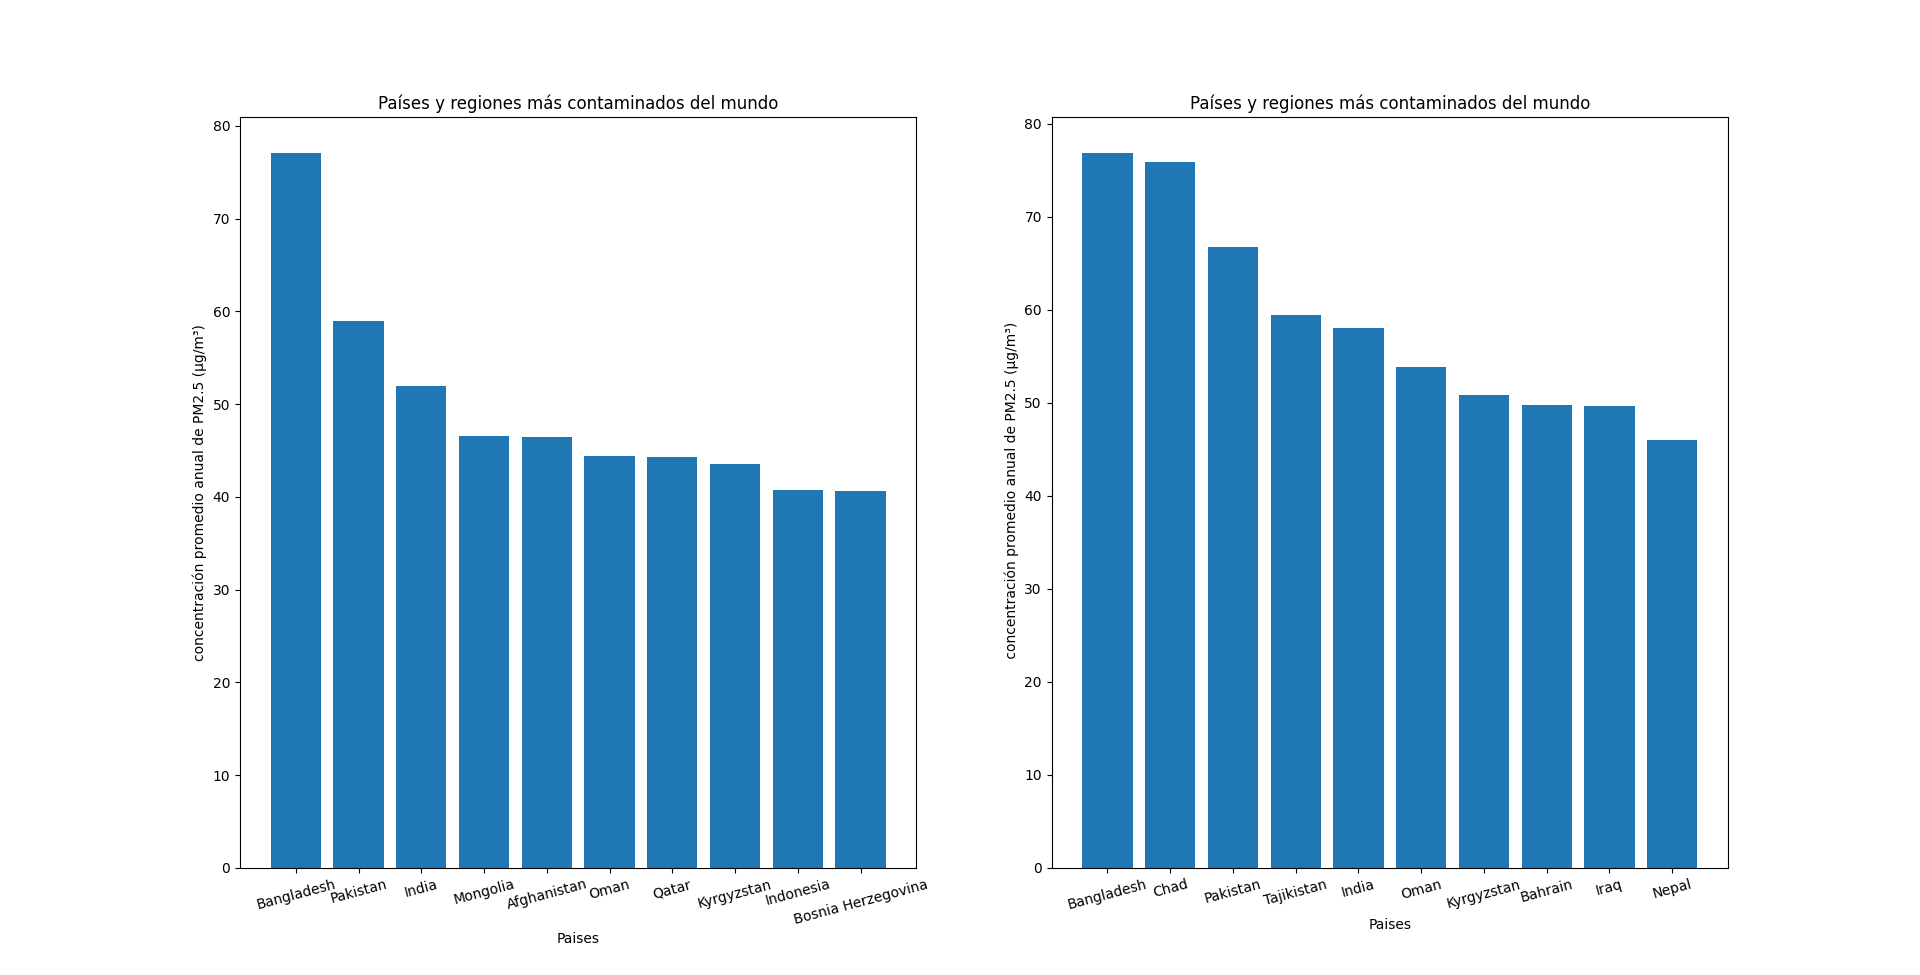 Países y regiones más contaminados del mundo
concentración promedio anual de PM2.5 (µg/m³)
80
70
60
50
40
30
20
10
0
Bangladesh
Pakistan
India
Mongolia
Afghanistan
Oman
Qatar
Kyrgyzstan
Indonesia
Bosnia Herzegovina
Paises
Países y regiones más contaminados del mundo
concentración promedio anual de PM2.5 (µg/m³)
80
70
60
50
40
30
20
10
0
Bangladesh
Chad
Pakistan
Tajikistan
India
Oman
Kyrgyzstan
Bahrain
Iraq
Nepal
Paises